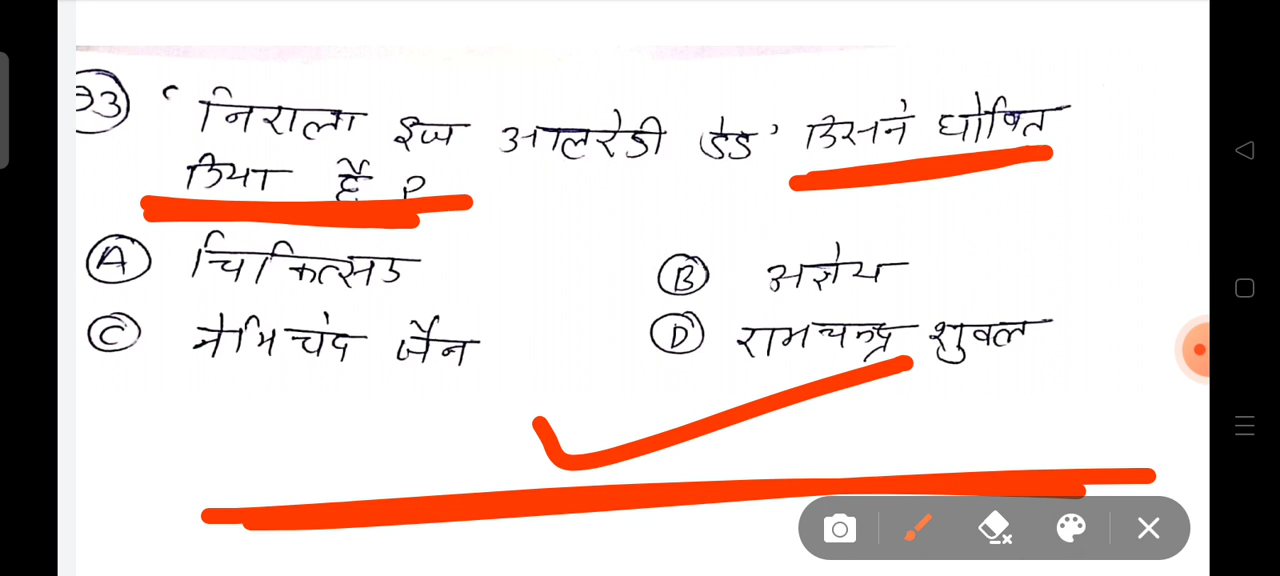 33 'निराला इज आलरेडी डेड' किसने घोषित
किया है ?
A चिकित्सक B अज्ञेय
C नेमिचंद जैन D रामचन्द्र शुक्ल